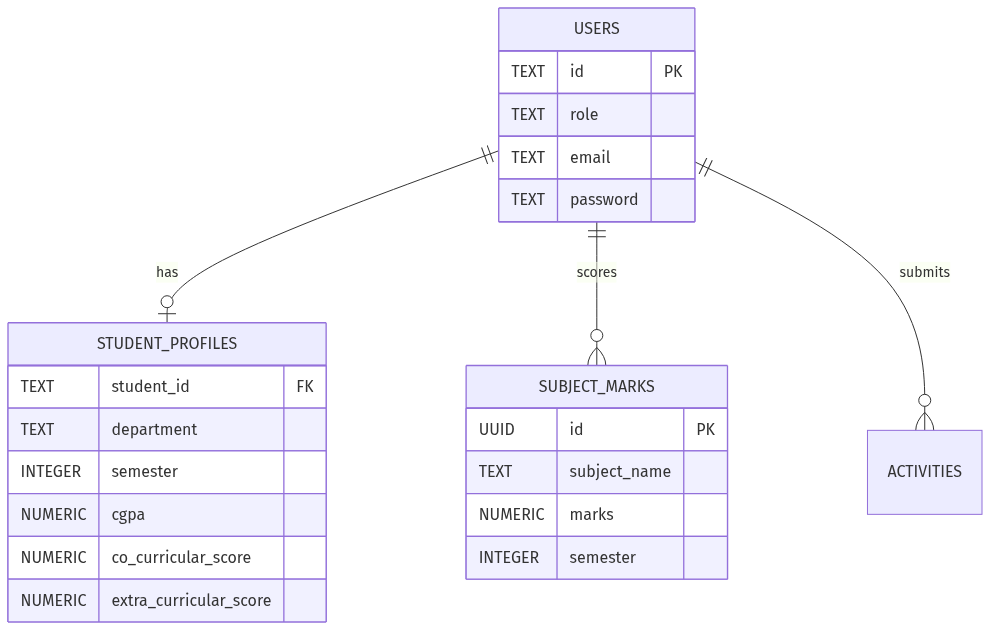 USERS
TEXT id PK
TEXT role
TEXT email
TEXT password
has
scores
submits
STUDENT_PROFILES
TEXT student_id FK
TEXT department
INTEGER semester
NUMERIC cgpa
NUMERIC co_curricular_score
NUMERIC extra_curricular_score
SUBJECT_MARKS
UUID id PK
TEXT subject_name
NUMERIC marks
INTEGER semester
ACTIVITIES